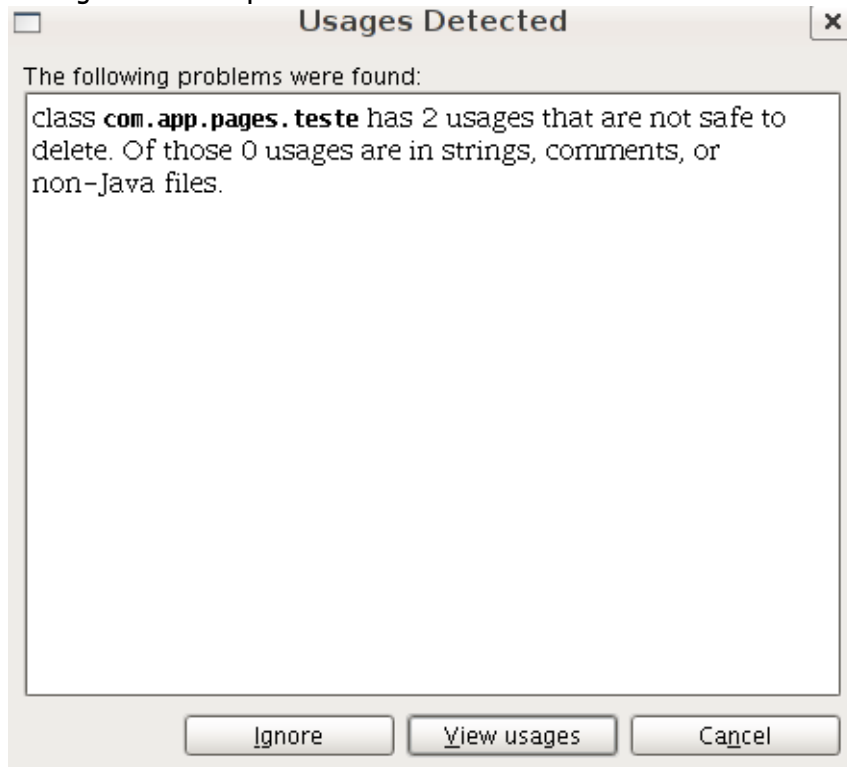 Usages Detected
The following problems were found:
class com.app.pages.teste has 2 usages that are not safe to
delete. Of those 0 usages are in strings, comments, or
non-Java files.
Ignore View usages Cancel